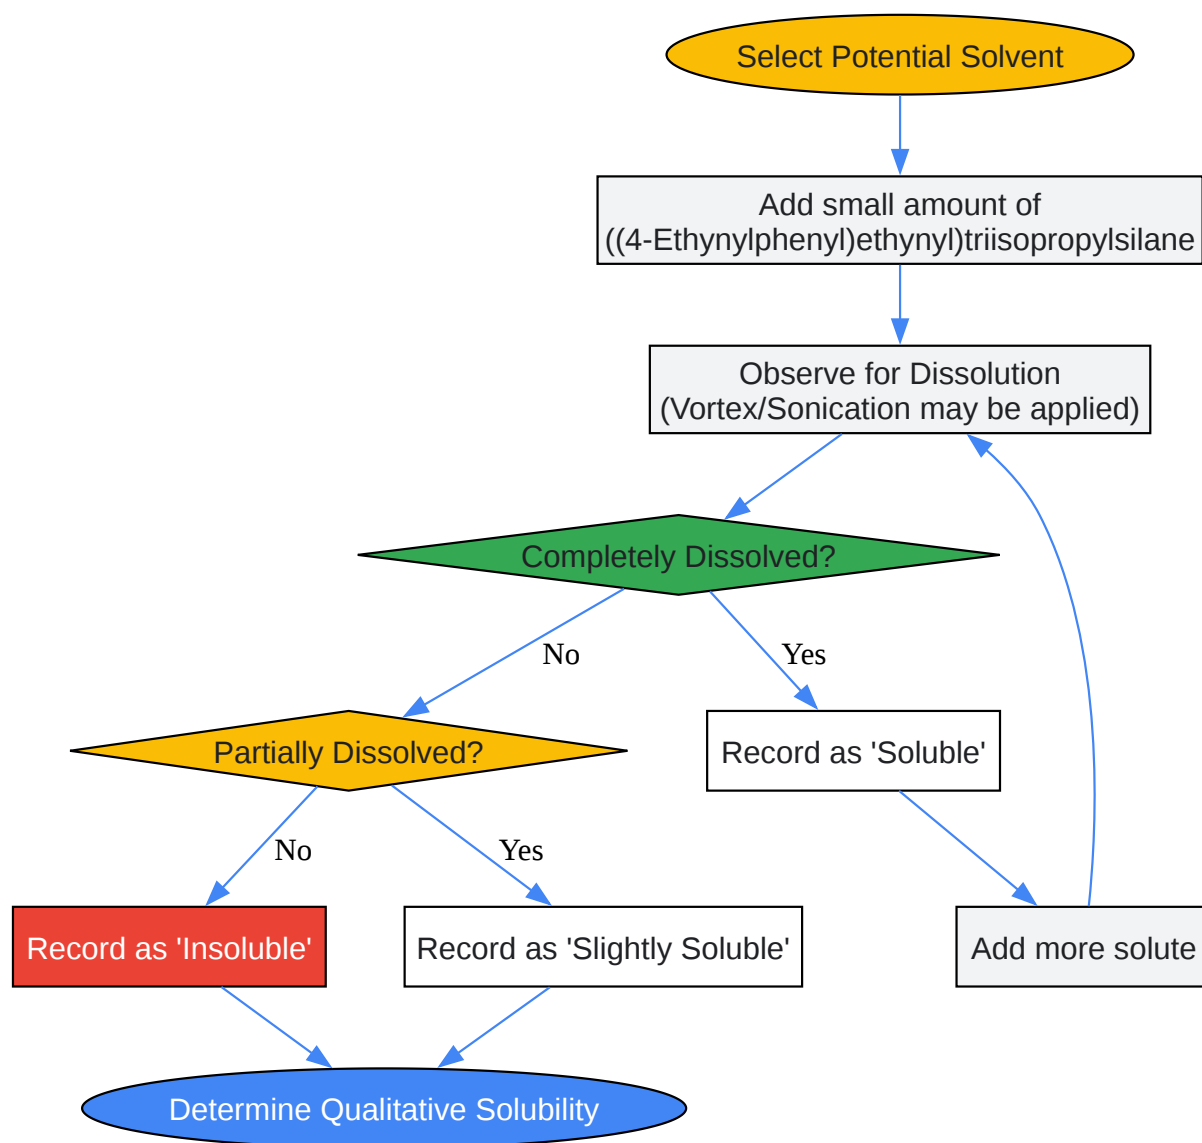 Select Potential Solvent
Add small amount of
((4-Ethynylphenyl)ethynyl)triisopropylsilane
Observe for Dissolution
(Vortex/Sonication may be applied)
Completely Dissolved?
No
Yes
Partially Dissolved?
Record as 'Soluble'
No
Yes
Record as 'Insoluble'
Record as 'Slightly Soluble'
Add more solute
Determine Qualitative Solubility